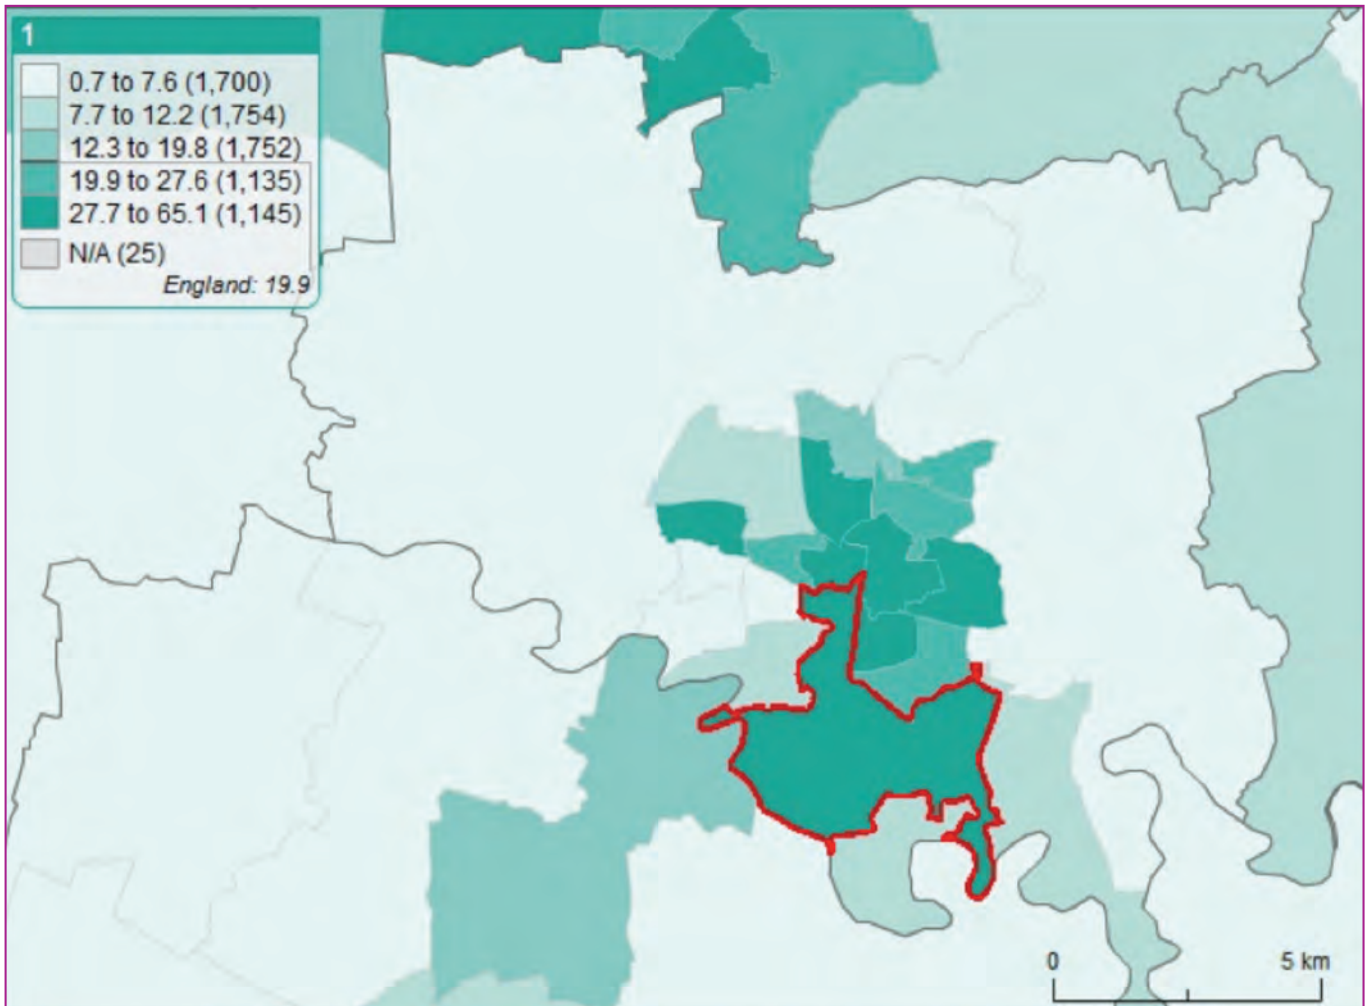 1
0.7 to 7.6 (1,700)
7.7 to 12.2 (1,754)
12.3 to 19.8 (1,752)
19.9 to 27.6 (1,135)
27.7 to 65.1 (1,145)
N/A (25)
England: 19.9
0 5 km